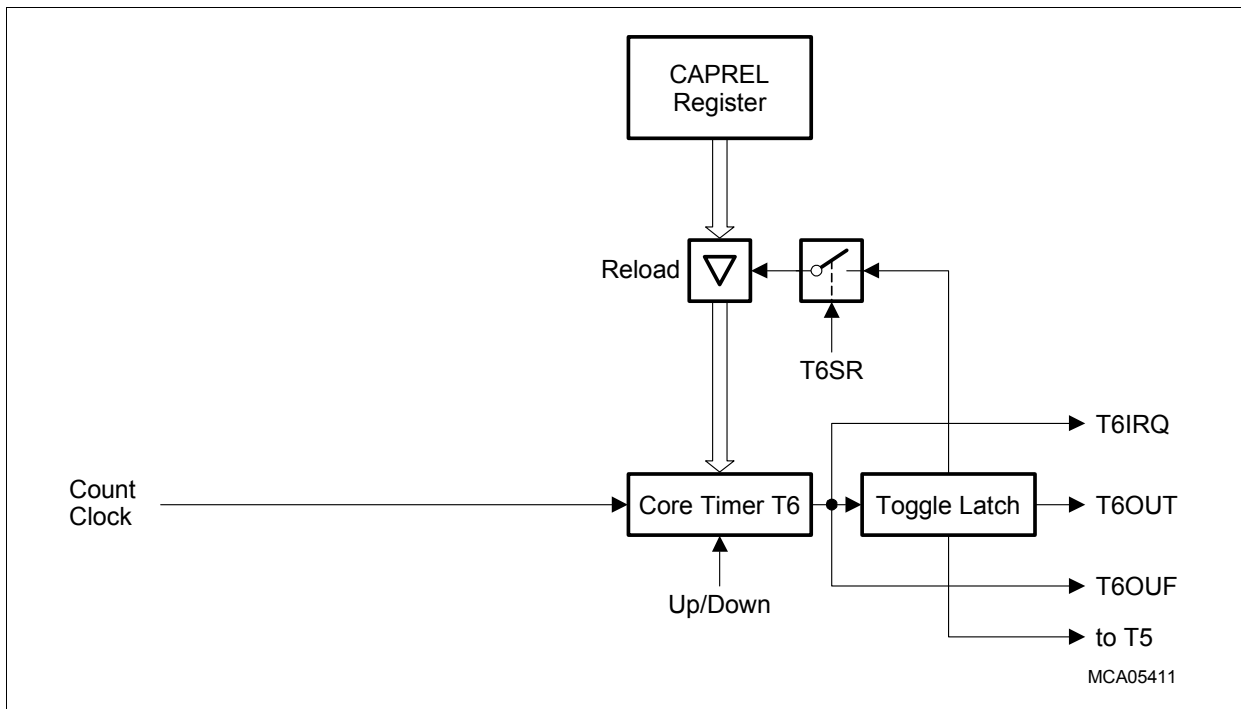 CAPREL
Register
Reload
T6SR
T6IRQ
Count
Clock
Core Timer T6
Toggle Latch
T6OUT
Up/Down
T6OUF
to T5
MCA05411